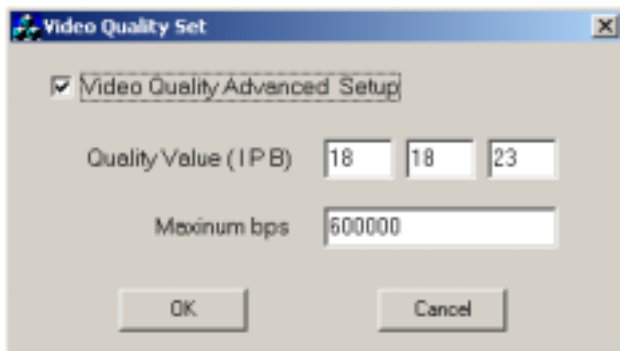 Video Quality Set
Video Quality Advanced Setup
Quality Value ( I P B) 18 18 23
Maxinum bps 600000
OK Cancel